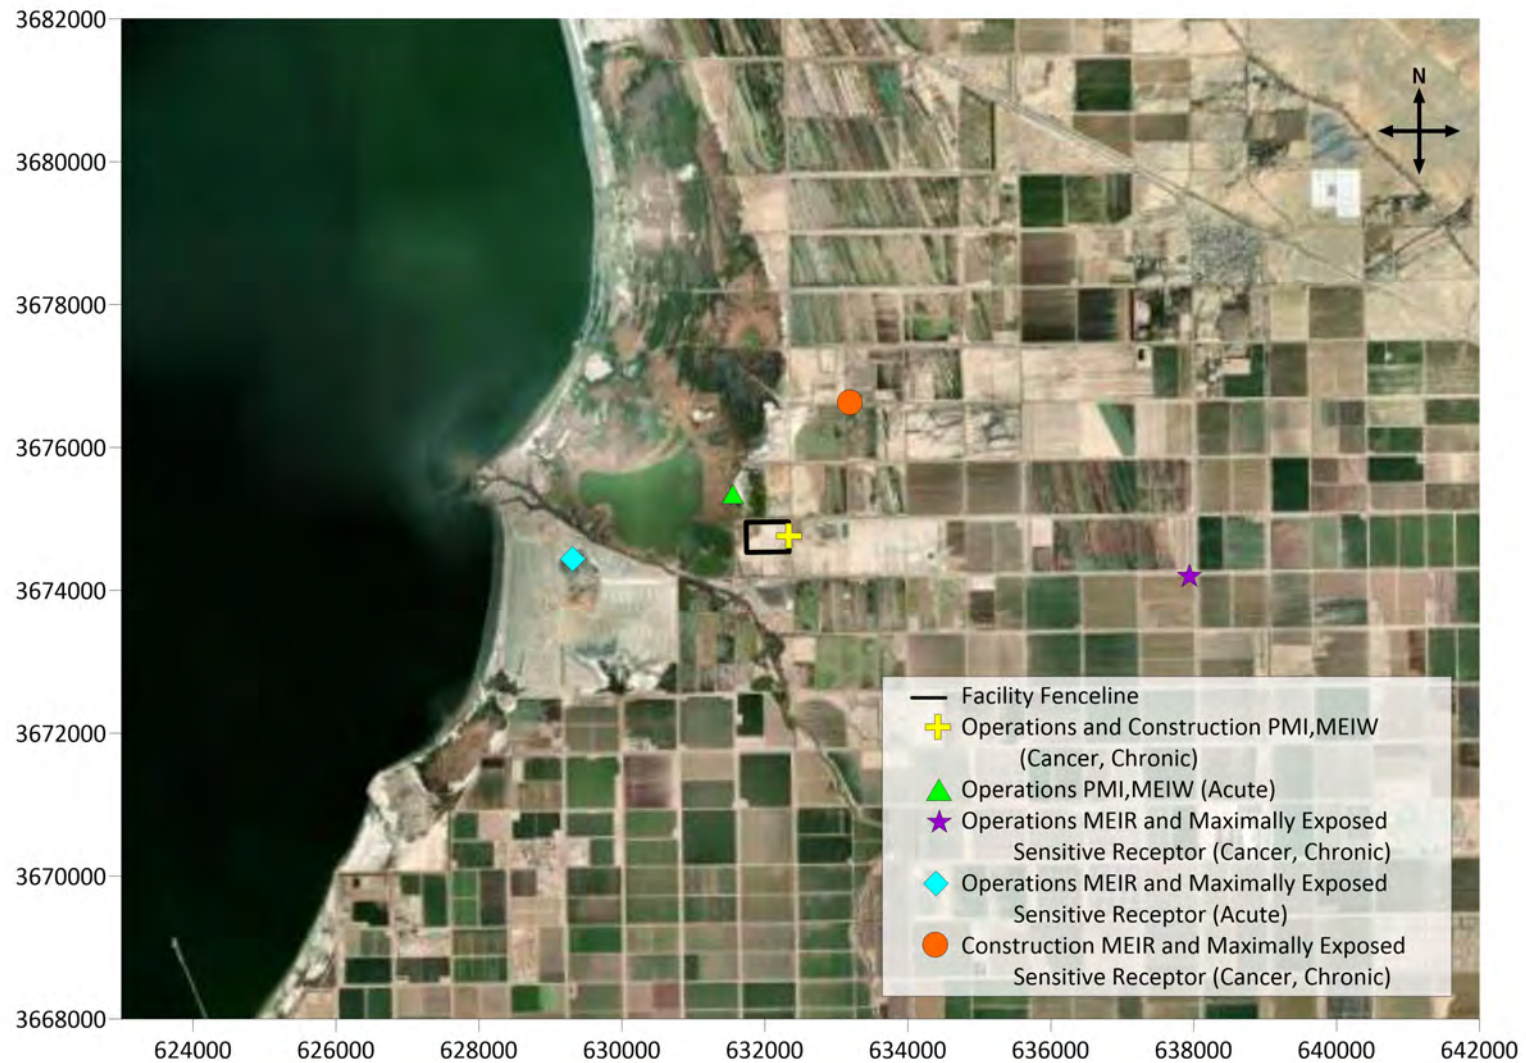 3682000
3680000
3678000
3676000
3674000
3672000
3670000
3668000
N
Facility Fenceline
Operations and Construction PMI,MEIW
(Cancer, Chronic)
Operations PMI,MEIW (Acute)
Operations MEIR and Maximally Exposed
Sensitive Receptor (Cancer, Chronic)
Operations MEIR and Maximally Exposed
Sensitive Receptor (Acute)
Construction MEIR and Maximally Exposed
Sensitive Receptor (Cancer, Chronic)
624000 626000 628000 630000 632000 634000 636000 638000 640000 642000